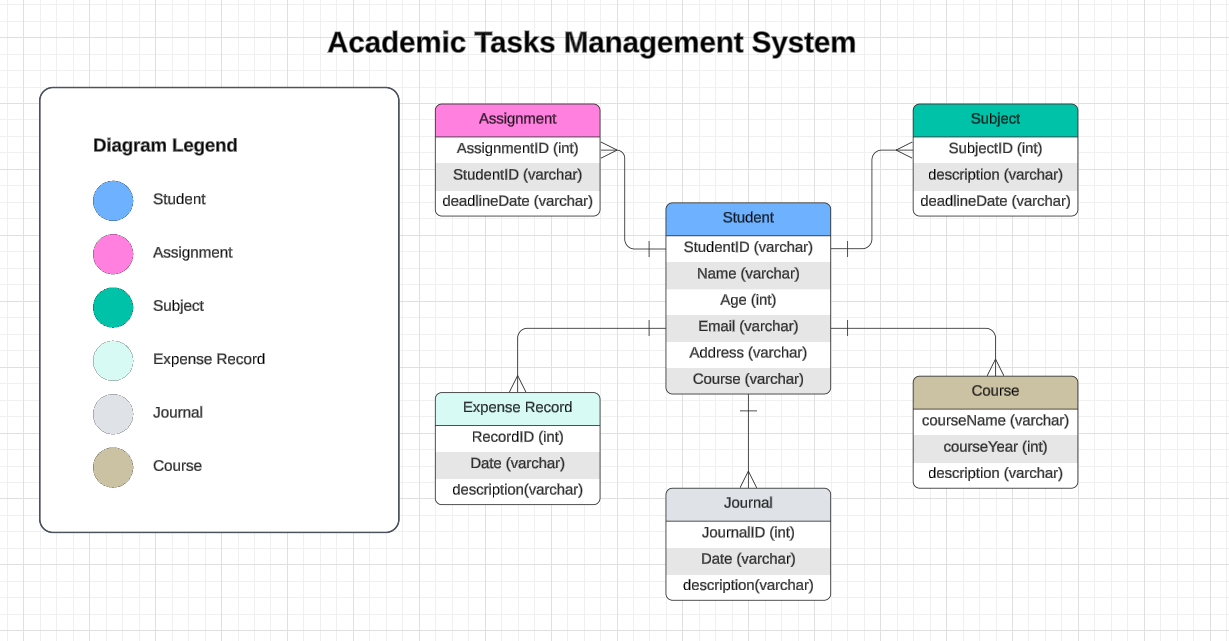 Academic Tasks Management System
Diagram Legend
Student
Assignment
Subject
Expense Record
Journal
Course
Assignment
AssignmentID (int)
StudentID (varchar)
deadlineDate (varchar)
Subject
SubjectID (int)
description (varchar)
deadlineDate (varchar)
Student
StudentID (varchar)
Name (varchar)
Age (int)
Email (varchar)
Address (varchar)
Course (varchar)
Expense Record
RecordID (int)
Date (varchar)
description(varchar)
Course
courseName (varchar)
courseYear (int)
description (varchar)
Journal
JournalID (int)
Date (varchar)
description(varchar)